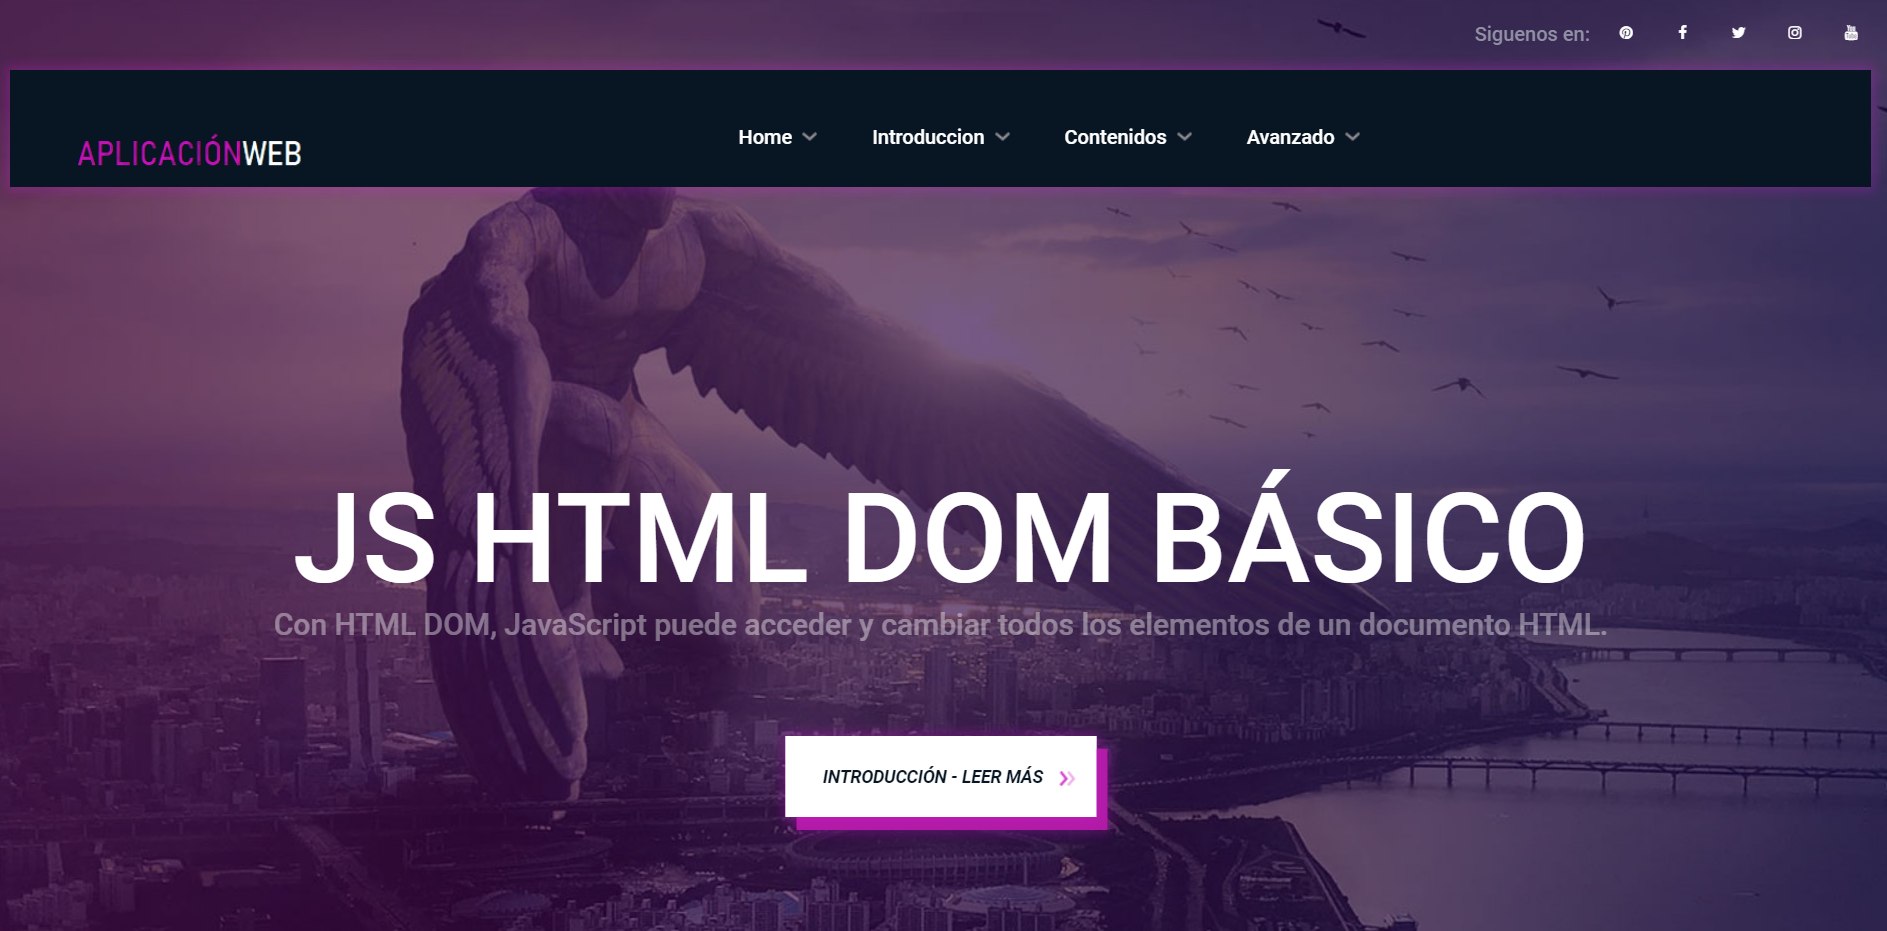 Siguenos en:
APLICACIÓNWEB
Home Introduccion Contenidos Avanzado
JS HTML DOM BÁSICO
Con HTML DOM, JavaScript puede acceder y cambiar todos los elementos de un documento HTML.
INTRODUCCIÓN - LEER MÁS